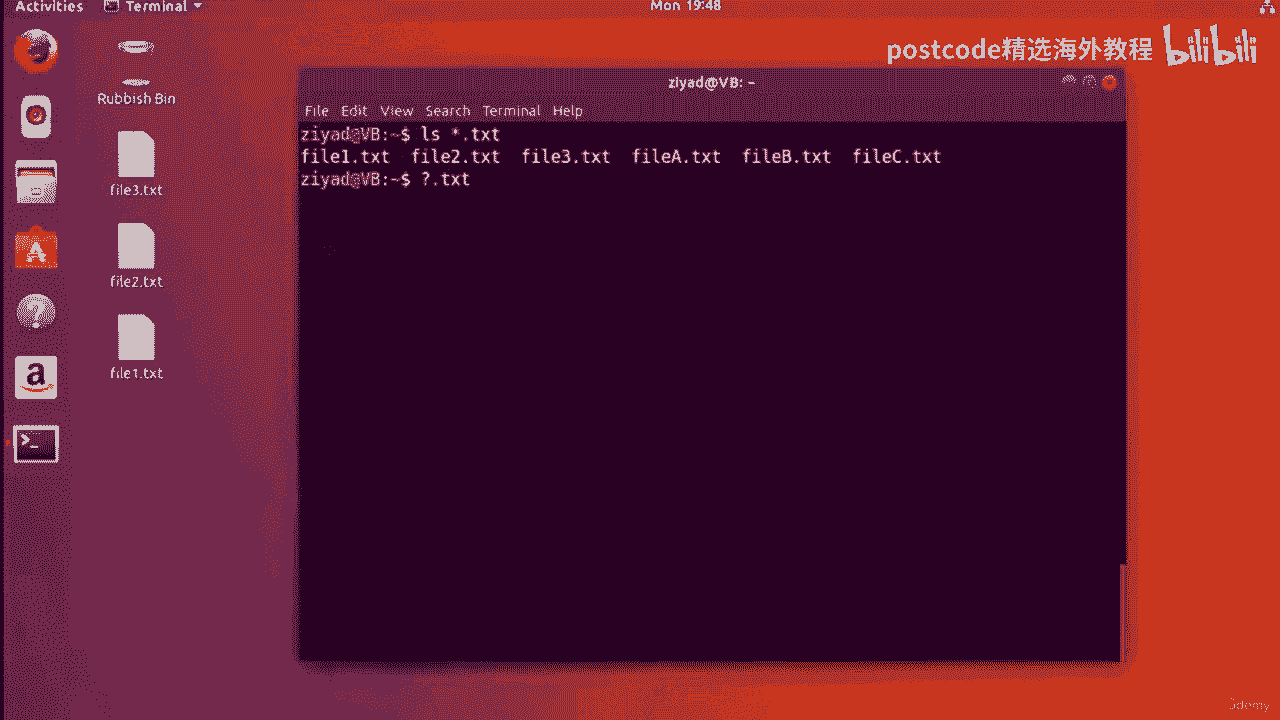 Activities Terminal Mon 19:48
postcode精选海外教程 bilibili
Rubbish Bin
file3.txt
file2.txt
file1.txt
ziyad@VB: ~
File Edit View Search Terminal Help
ziyad@VB:~$ ls *.txt
file1.txt file2.txt file3.txt fileA.txt fileB.txt fileC.txt
ziyad@VB:~$ ?.txt
Udemy